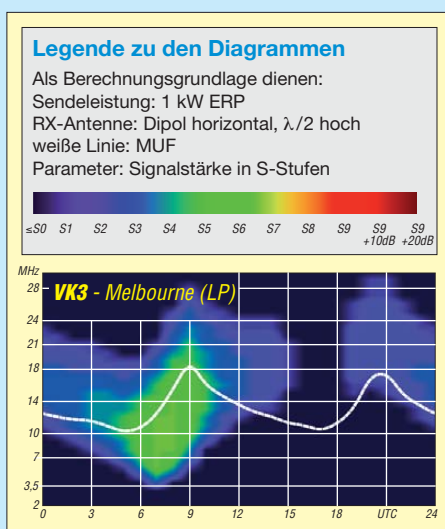 Legende zu den Diagrammen
Als Berechnungsgrundlage dienen:
Sendeleistung: 1 kW ERP
RX-Antenne: Dipol horizontal, λ/2 hoch
weiße Linie: MUF
Parameter: Signalstärke in S-Stufen
≤S0 S1 S2 S3 S4 S5 S6 S7 S8 S9 S9 S9
+10dB +20dB
MHz
VK3 - Melbourne (LP)
28
24
21
18
14
10
7
3,5
2
0 3 6 9 12 15 18 UTC 24